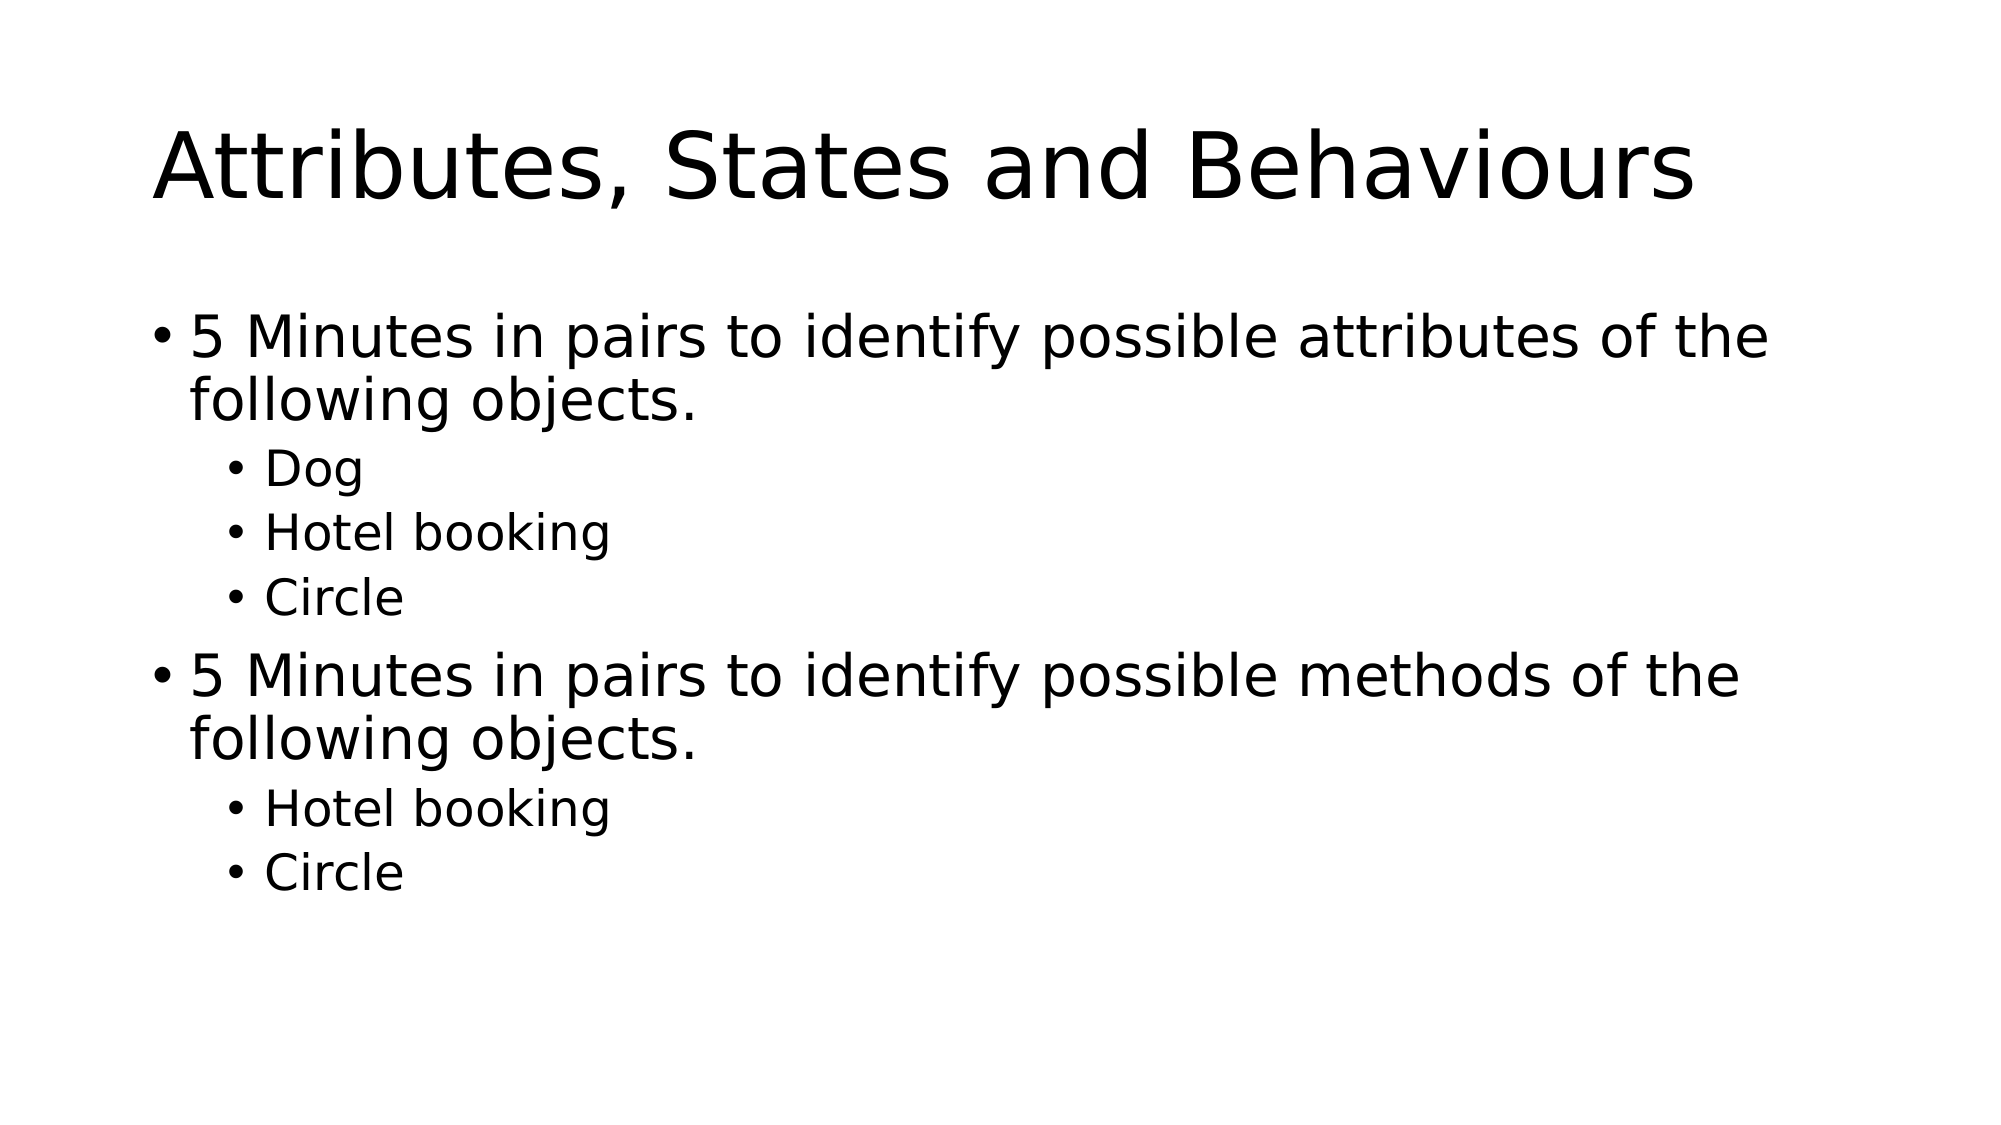 Attributes, States and Behaviours
• 5 Minutes in pairs to identify possible attributes of the
following objects.
• Dog
• Hotel booking
• Circle
• 5 Minutes in pairs to identify possible methods of the
following objects.
• Hotel booking
• Circle